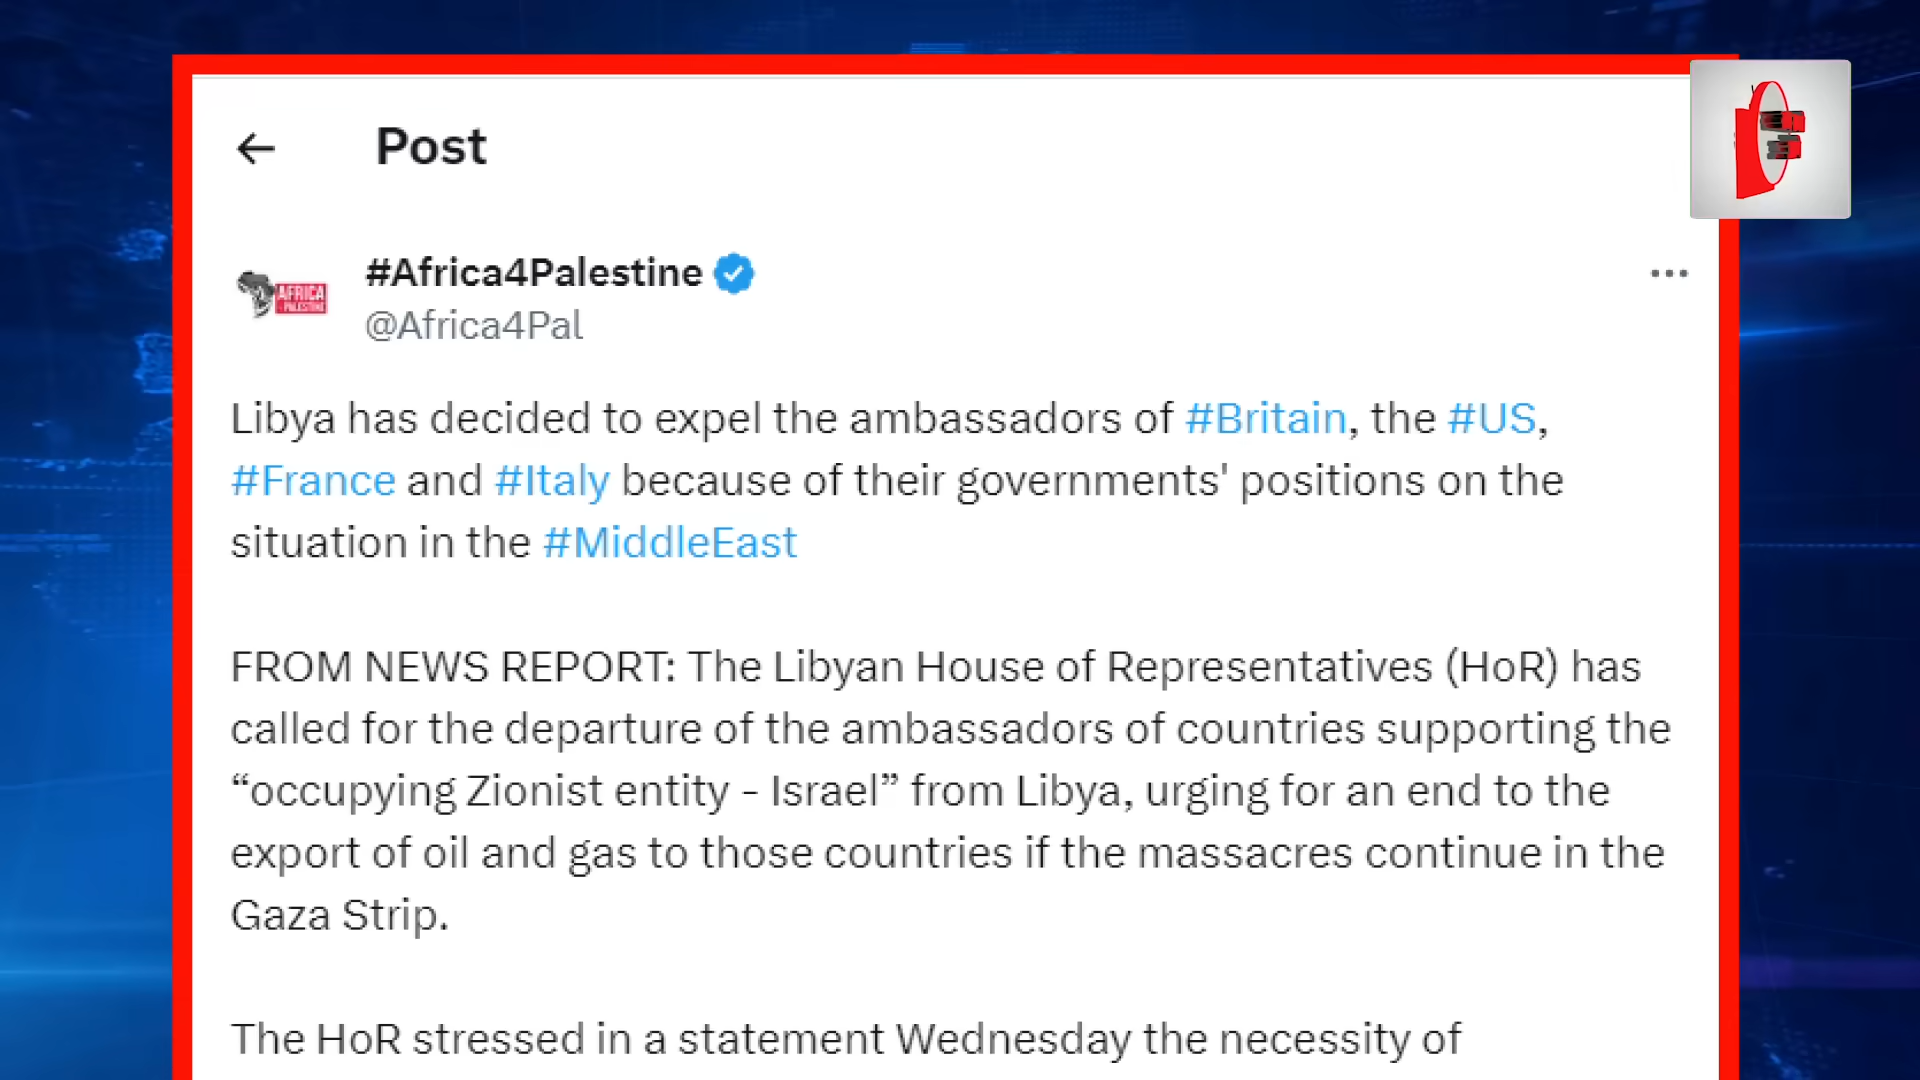 Post
#Africa4Palestine
@Africa4Pal
AFRICA
PALESTINE
Libya has decided to expel the ambassadors of #Britain, the #US,
#France and #Italy because of their governments' positions on the
situation in the #MiddleEast
FROM NEWS REPORT: The Libyan House of Representatives (HoR) has
called for the departure of the ambassadors of countries supporting the
“occupying Zionist entity - Israel” from Libya, urging for an end to the
export of oil and gas to those countries if the massacres continue in the
Gaza Strip.
The HoR stressed in a statement Wednesday the necessity of